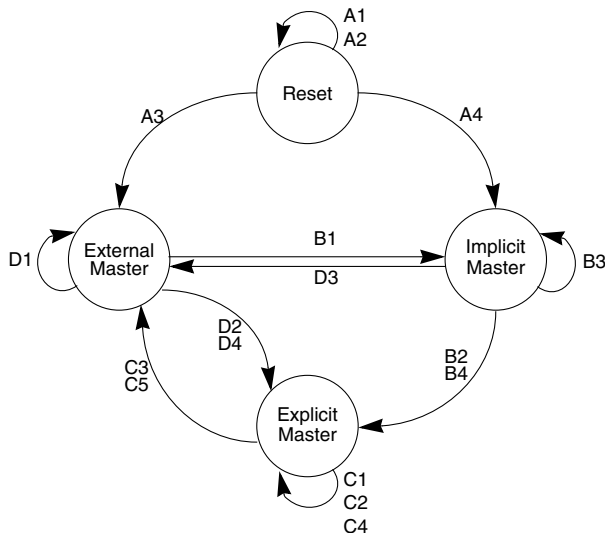 A1
A2
Reset
A3
A4
External
Master
Implicit
Master
B1
D3
D1
B3
D2
D4
B2
B4
C3
C5
Explicit
Master
C1
C2
C4